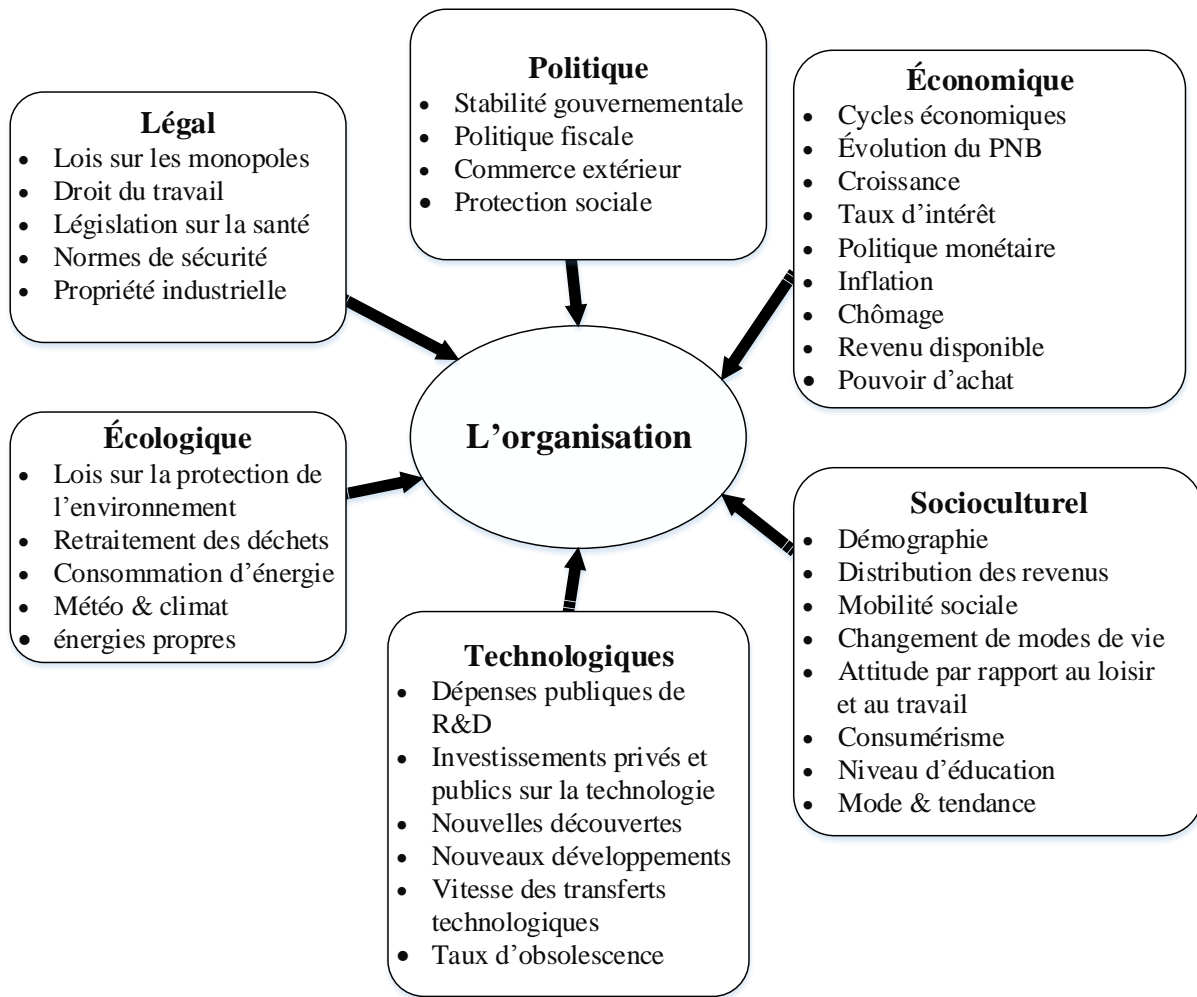 Politique
• Stabilité gouvernementale
• Politique fiscale
• Commerce extérieur
• Protection sociale
Économique
• Cycles économiques
• Évolution du PNB
• Croissance
• Taux d’intérêt
• Politique monétaire
• Inflation
• Chômage
• Revenu disponible
• Pouvoir d’achat
Légal
• Lois sur les monopoles
• Droit du travail
• Législation sur la santé
• Normes de sécurité
• Propriété industrielle
L’organisation
Écologique
• Lois sur la protection de
l’environnement
• Retraitement des déchets
• Consommation d’énergie
• Météo & climat
• énergies propres
Socioculturel
• Démographie
• Distribution des revenus
• Mobilité sociale
• Changement de modes de vie
• Attitude par rapport au loisir
et au travail
• Consumérisme
• Niveau d’éducation
• Mode & tendance
Technologiques
• Dépenses publiques de
R&D
• Investissements privés et
publics sur la technologie
• Nouvelles découvertes
• Nouveaux développements
• Vitesse des transferts
technologiques
• Taux d’obsolescence